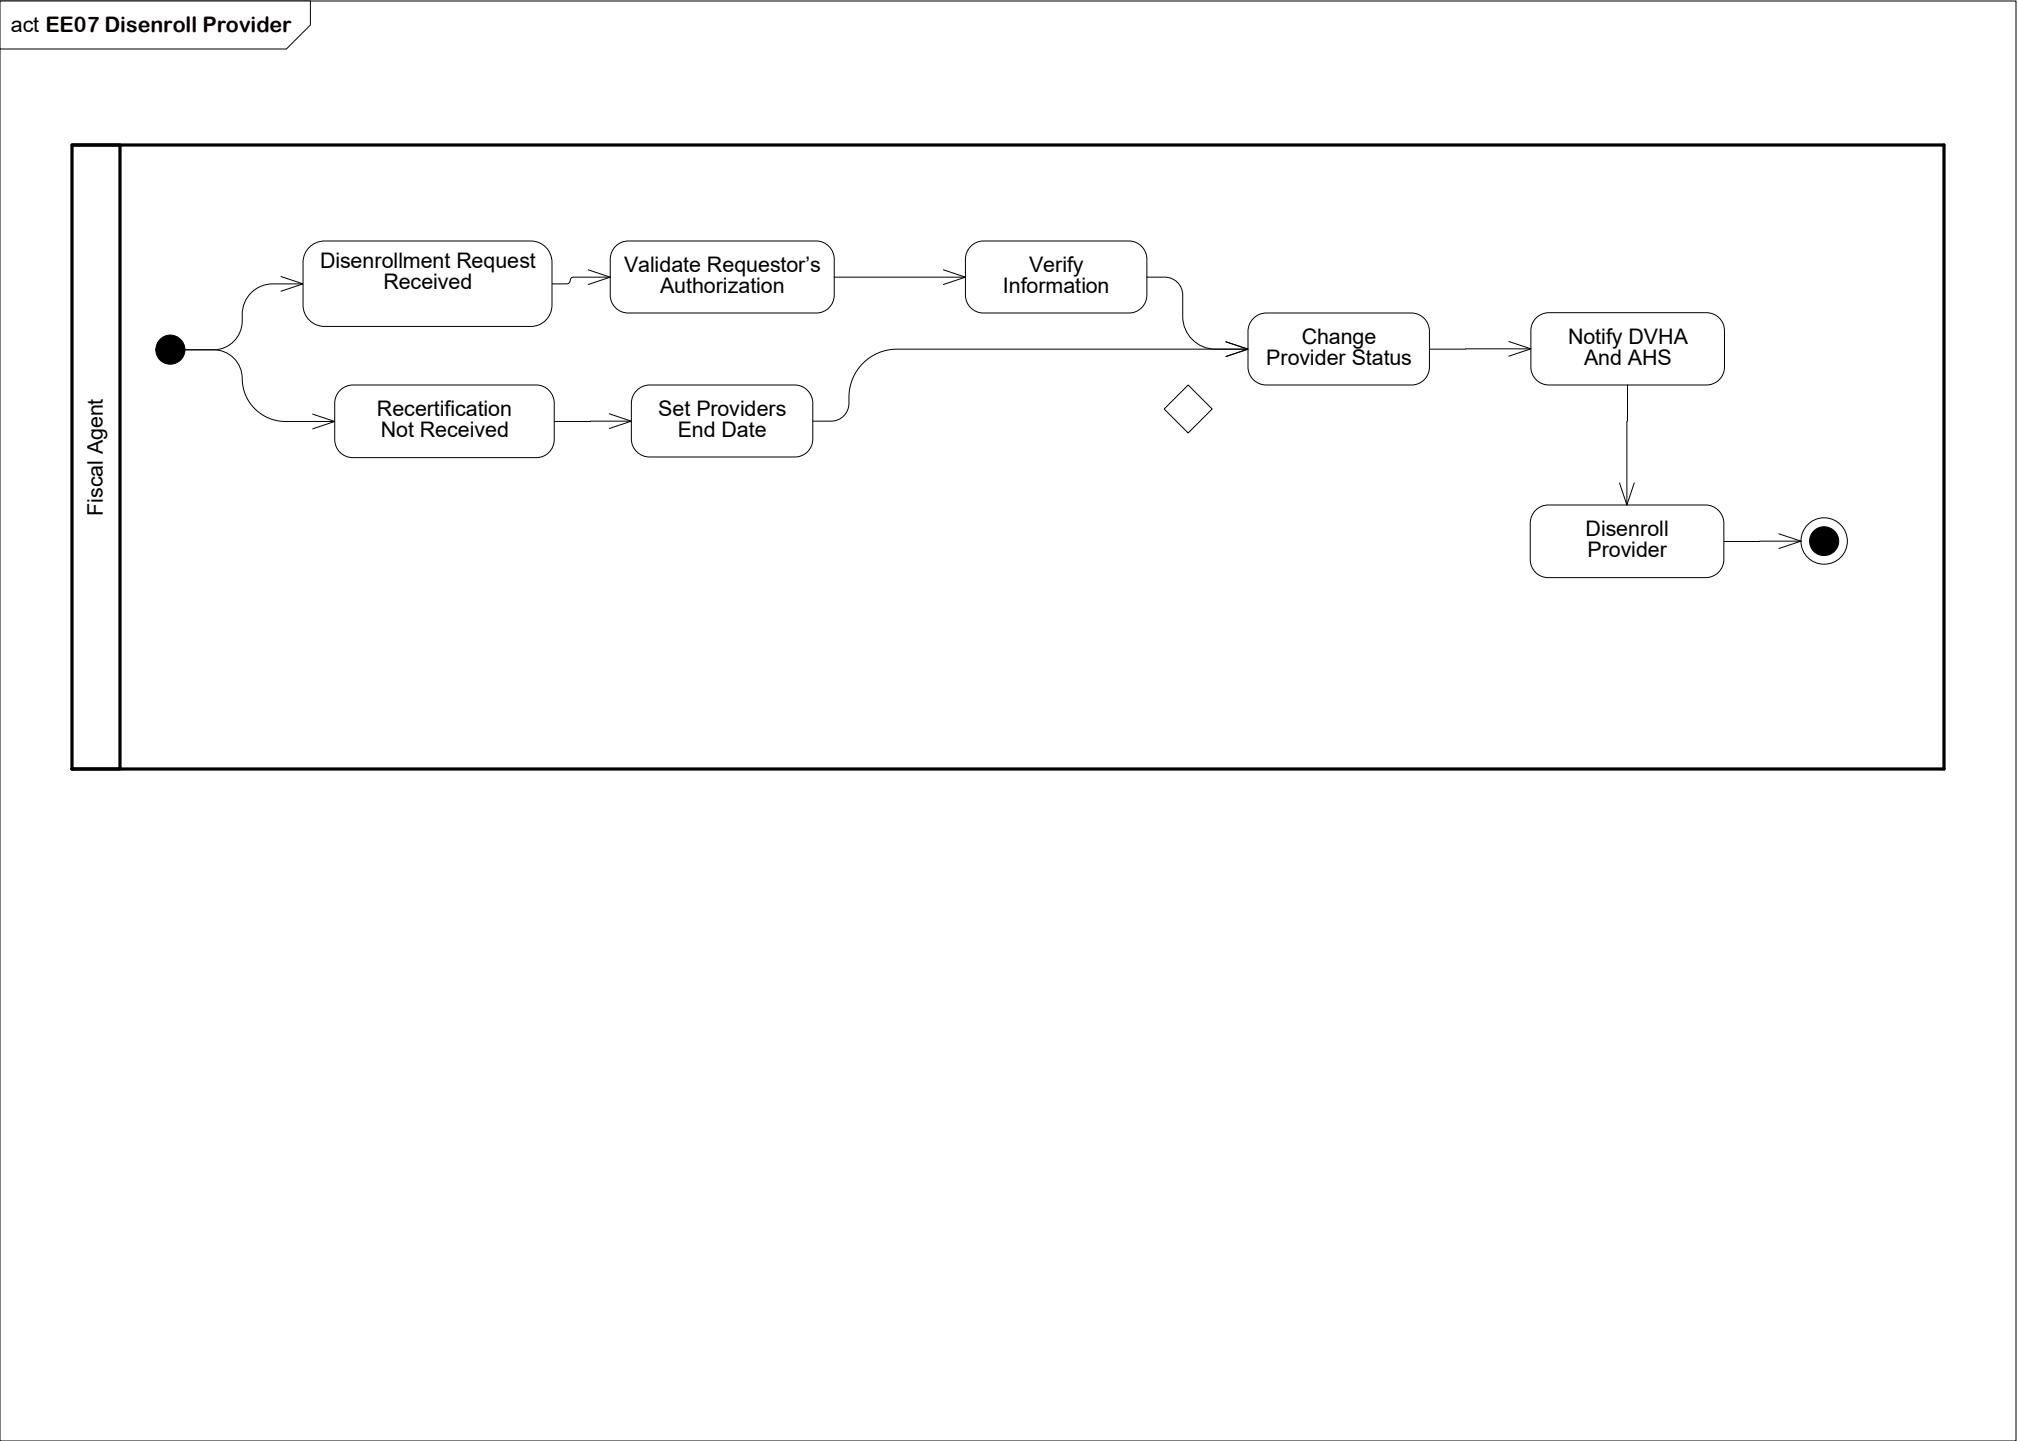 act EE07 Disenroll Provider
Fiscal Agent
Disenrollment Request
Received
Validate Requestor’s
Authorization
Verify
Information
Recertification
Not Received
Set Providers
End Date
Change
Provider Status
Notify DVHA
And AHS
Disenroll
Provider